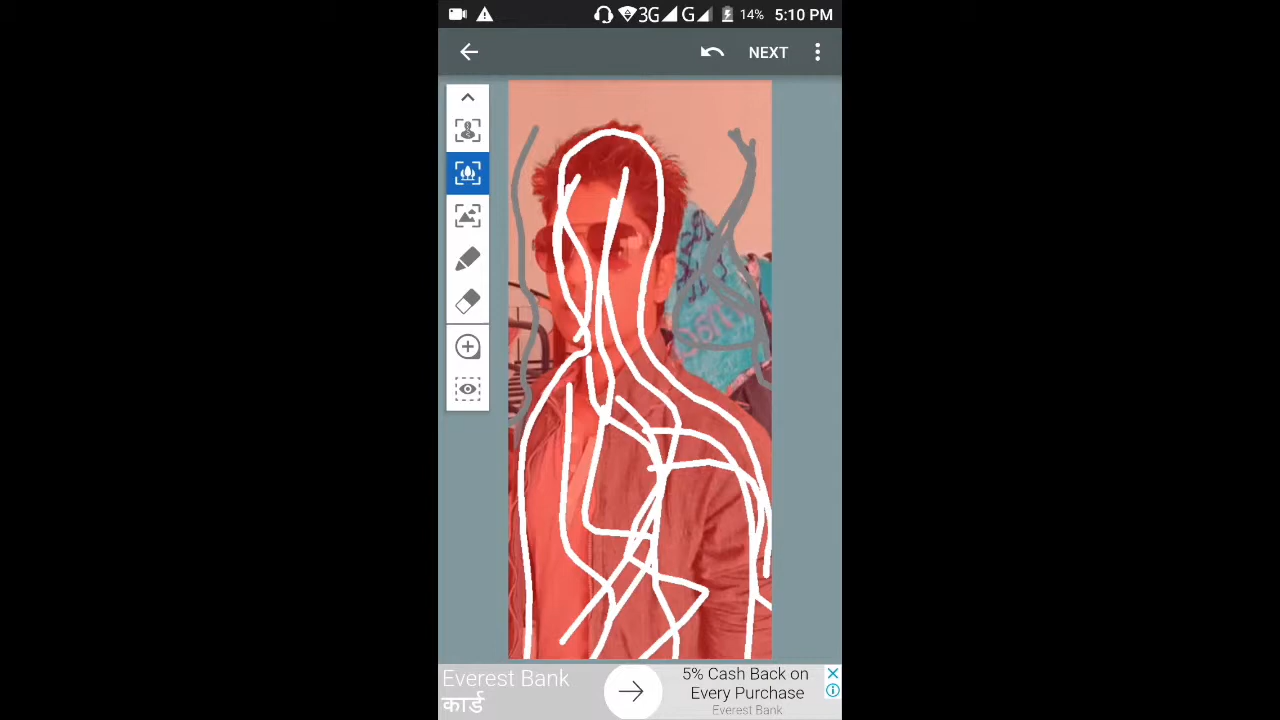 3G G 14% 5:10 PM
NEXT
Everest Bank
कार्ड
5% Cash Back on
Every Purchase
Everest Bank